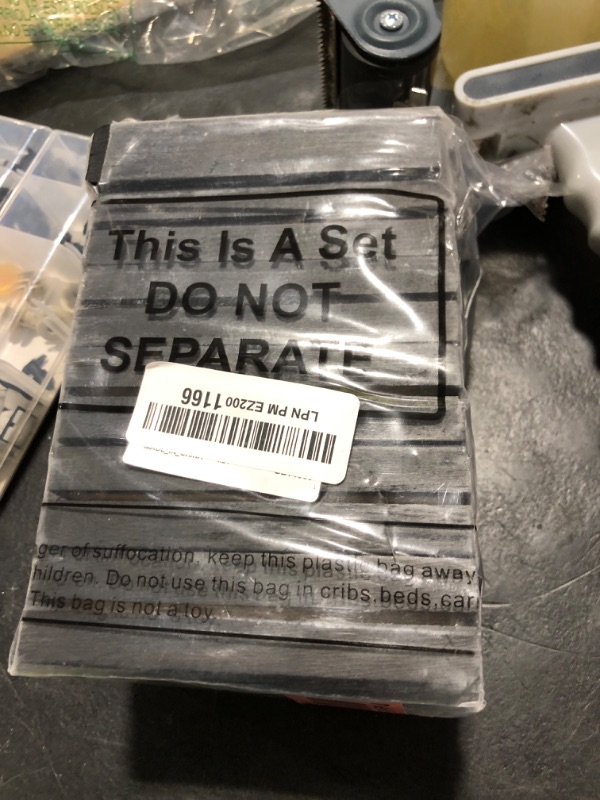 This Is A Set
DO NOT
SEPARATE
LPN PM EZ200 1166
ger of suffocation, keep this plastic bag away
hildren. Do not use this bag in cribs,beds,carr
This bag is not a toy.